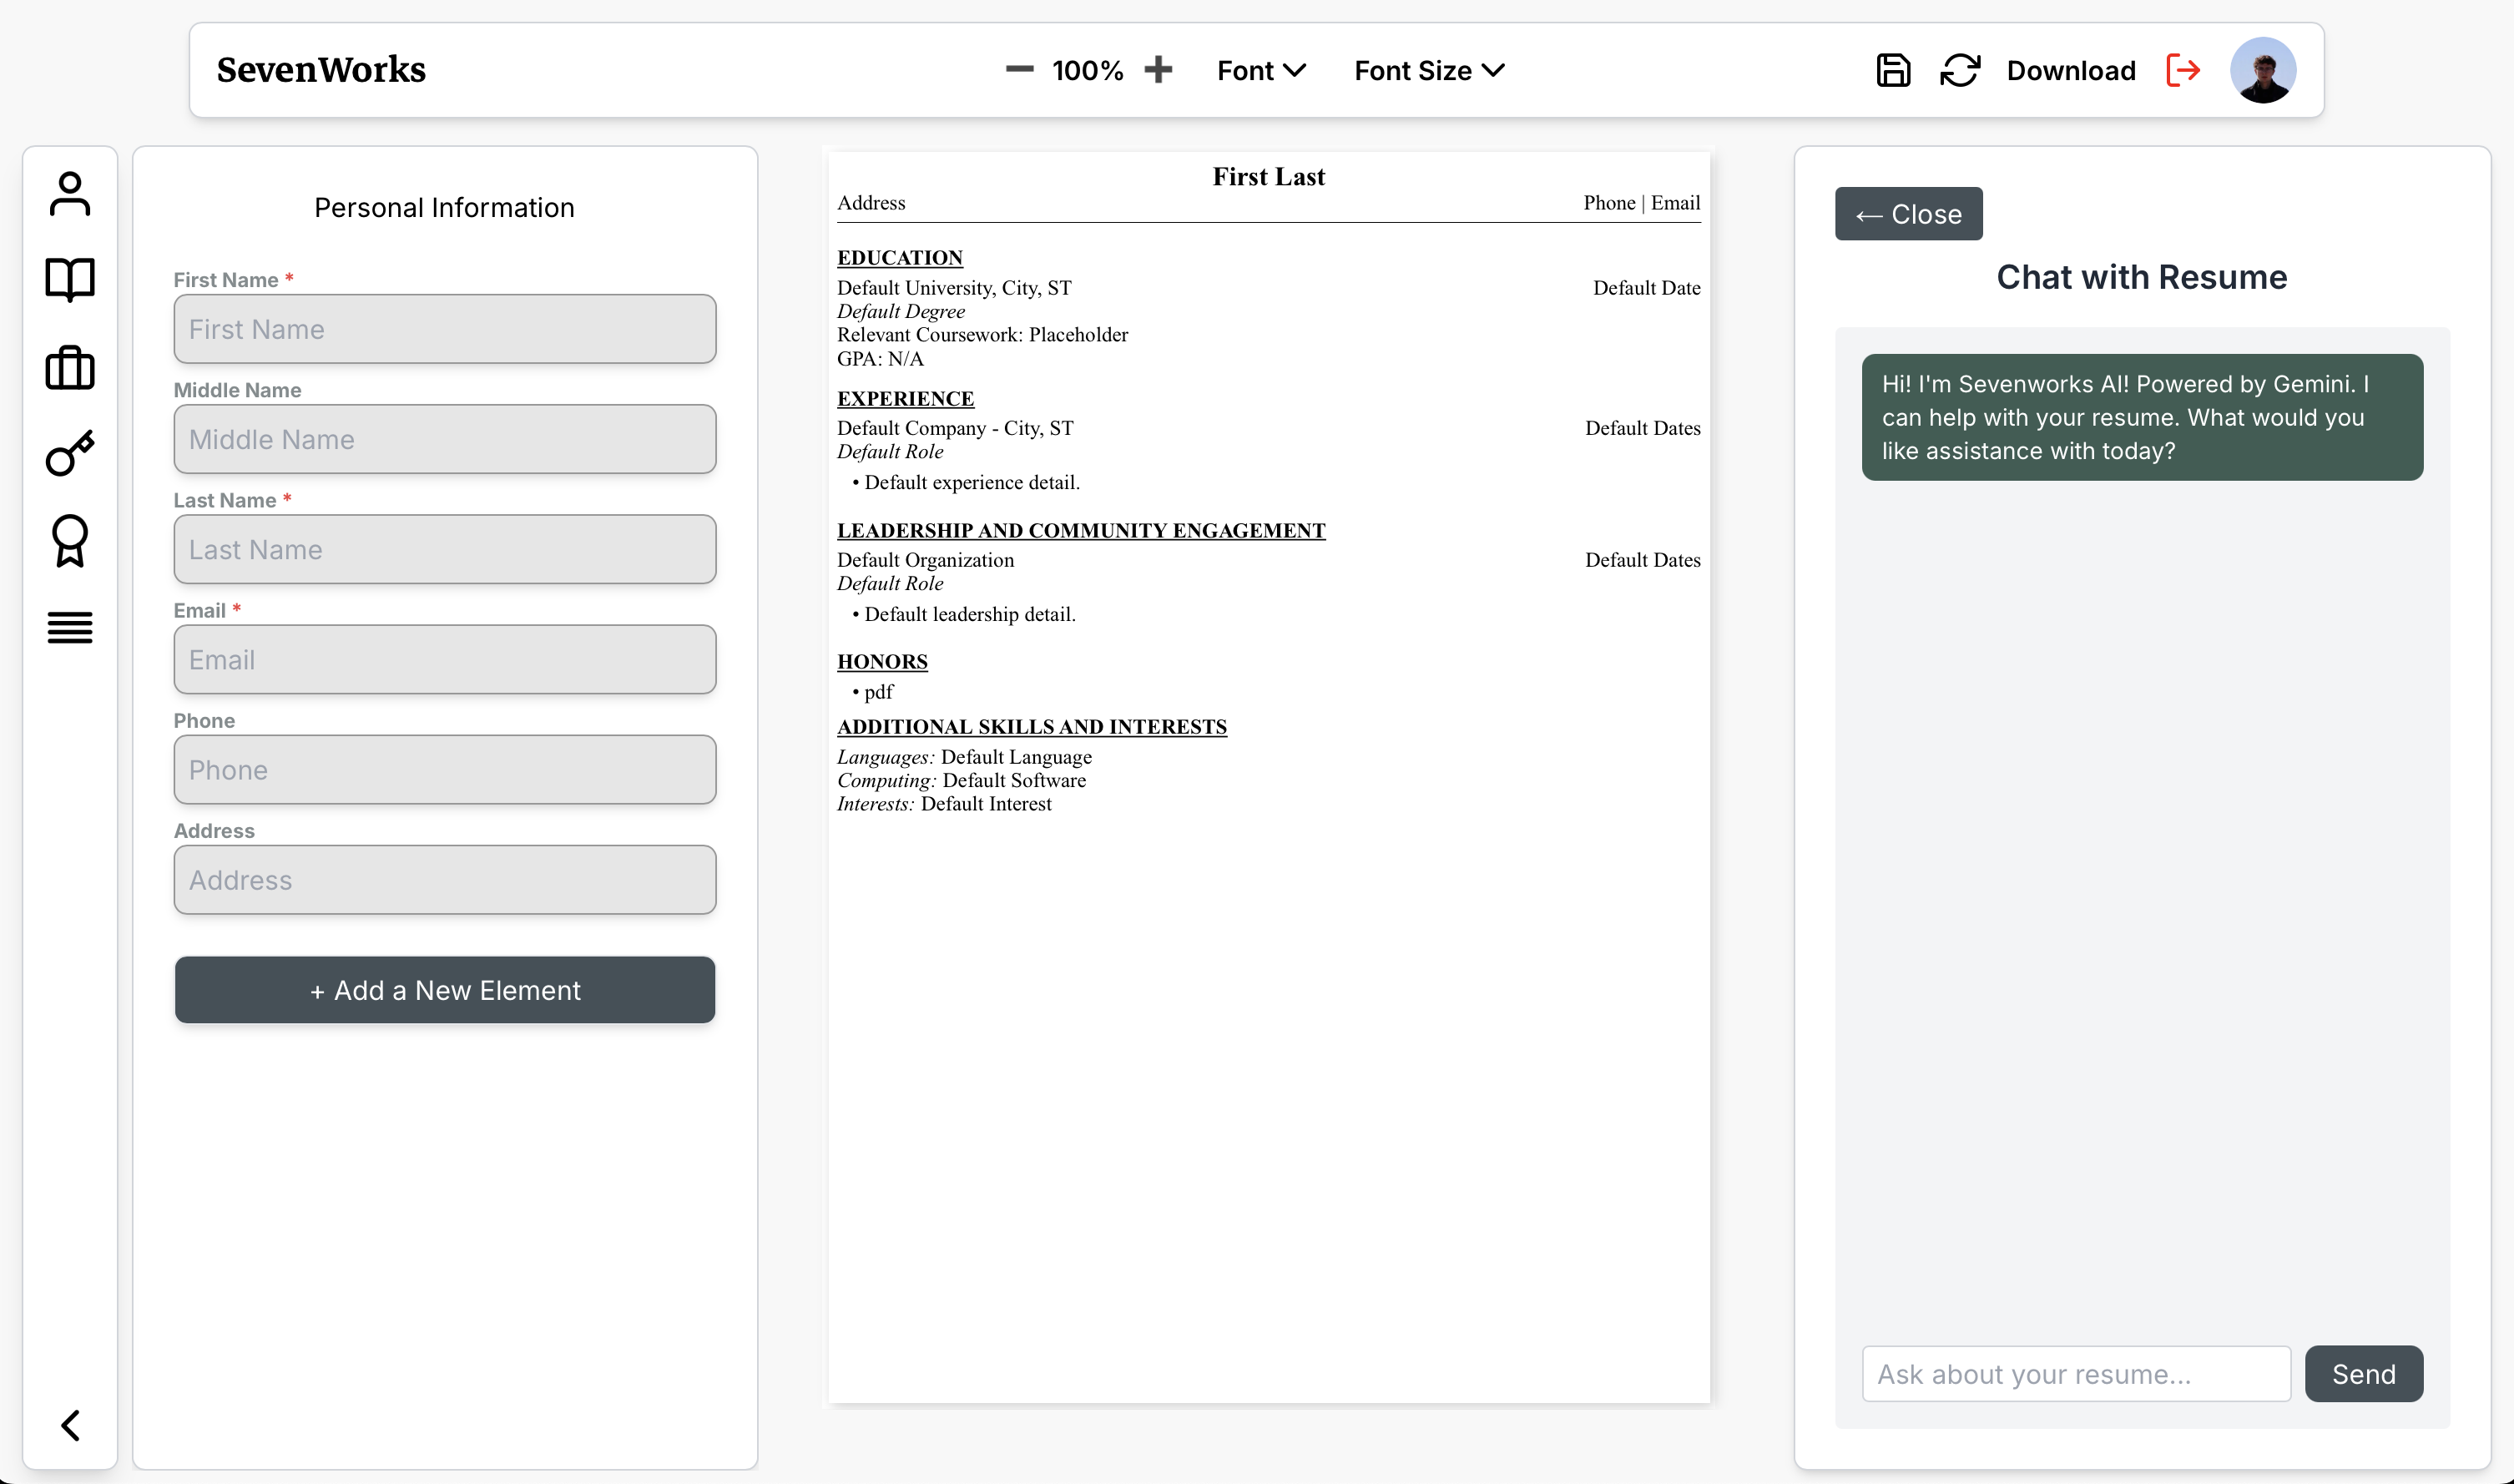 SevenWorks
100%
Font
Font Size
Download
Personal Information
First Name *
First Name
Middle Name
Middle Name
Last Name *
Last Name
Email *
Email
Phone
Phone
Address
Address
+ Add a New Element
First Last
Address Phone | Email
EDUCATION
Default University, City, ST Default Date
Default Degree
Relevant Coursework: Placeholder
GPA: N/A
EXPERIENCE
Default Company - City, ST Default Dates
Default Role
• Default experience detail.
LEADERSHIP AND COMMUNITY ENGAGEMENT
Default Organization Default Dates
Default Role
• Default leadership detail.
HONORS
• pdf
ADDITIONAL SKILLS AND INTERESTS
Languages: Default Language
Computing: Default Software
Interests: Default Interest
← Close
Chat with Resume
Hi! I'm Sevenworks AI! Powered by Gemini. I
can help with your resume. What would you
like assistance with today?
Ask about your resume...
Send